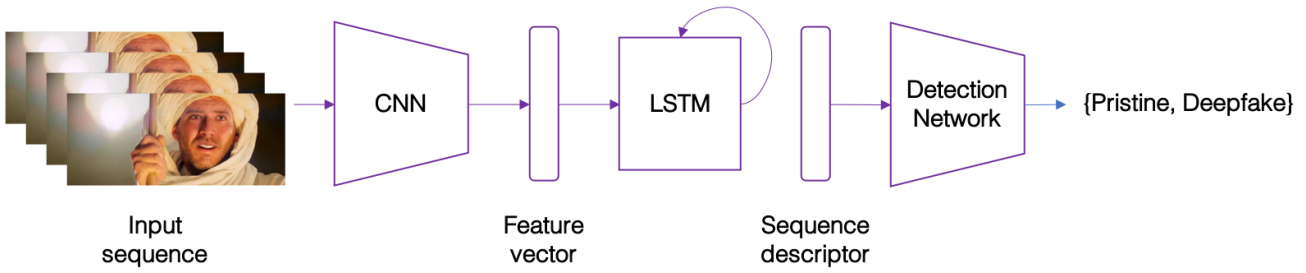 CNN
LSTM
Detection
Network
{Pristine, Deepfake}
Input
sequence
Feature
vector
Sequence
descriptor